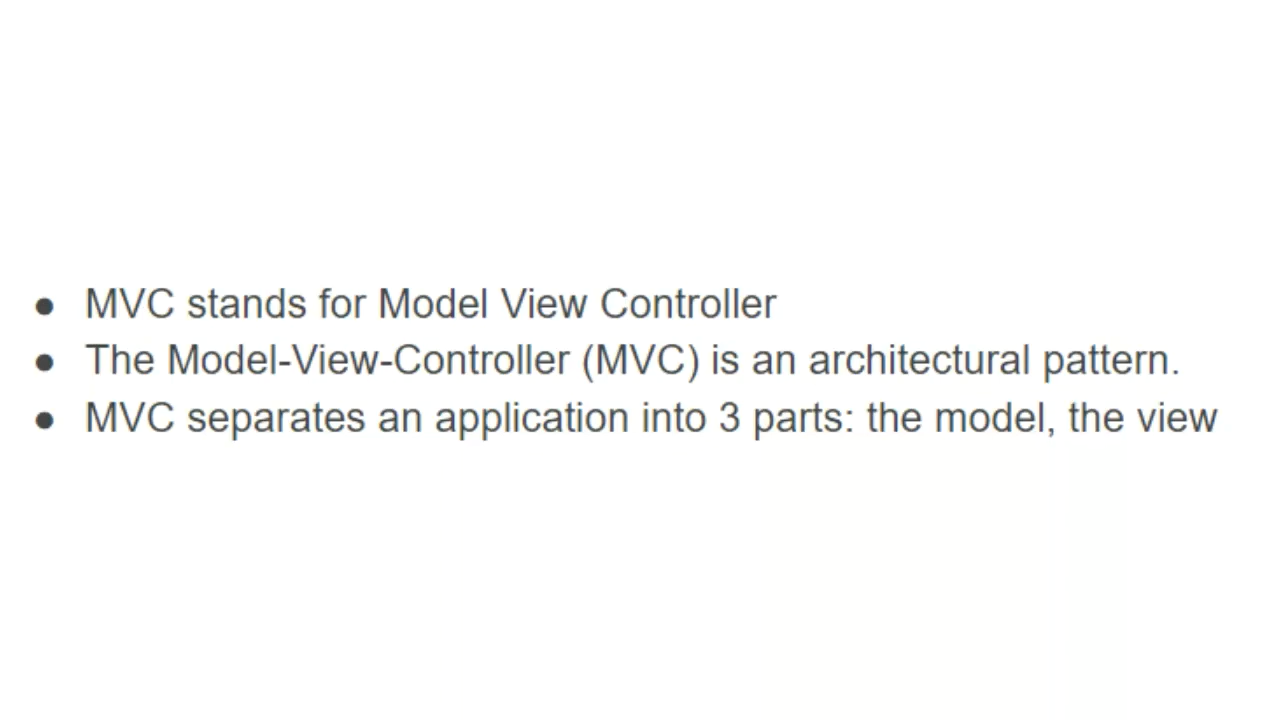 ● MVC stands for Model View Controller
● The Model-View-Controller (MVC) is an architectural pattern.
● MVC separates an application into 3 parts: the model, the view